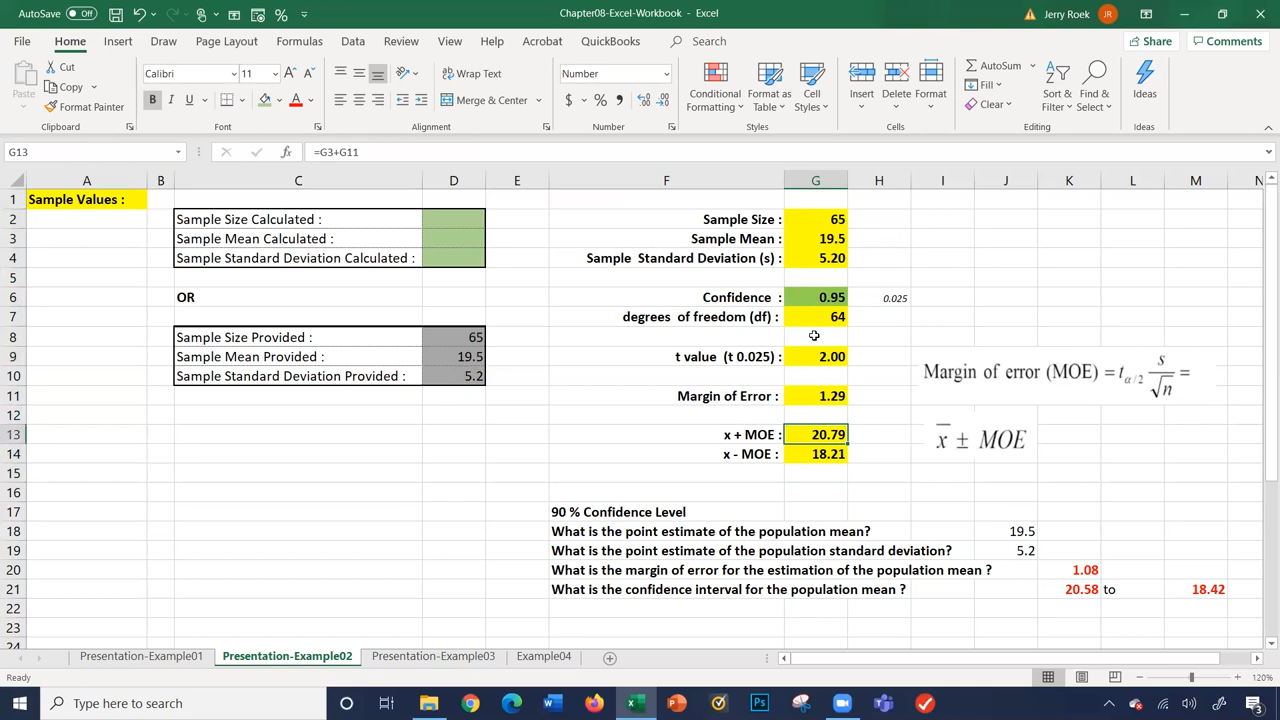 AutoSave Off
Chapter08-Excel-Workbook - Excel
Jerry Roek JR
File Home Insert Draw Page Layout Formulas Data Review View Help Acrobat QuickBooks Search
Share Comments
Paste
Cut
Copy
Format Painter
Calibri 11
B I U
Wrap Text
Merge & Center
Number
$ % ,
Conditional Formatting
Format as Table
Cell Styles
Insert Delete Format
AutoSum
Fill
Clear
Sort & Filter
Find & Select
Ideas
Clipboard Font Alignment Number Styles Cells Editing Ideas
G13 fx =G3+G11
A B C D E F G H I J K L M N
1 Sample Values :
2 Sample Size Calculated : Sample Size : 65
3 Sample Mean Calculated : Sample Mean : 19.5
4 Sample Standard Deviation Calculated : Sample Standard Deviation (s) : 5.20
5
6 OR Confidence : 0.95 0.025
7 degrees of freedom (df) : 64
8 Sample Size Provided : 65
9 Sample Mean Provided : 19.5 t value (t 0.025) : 2.00
10 Sample Standard Deviation Provided : 5.2
Margin of error (MOE) = t α/2 s/√n =
11 Margin of Error : 1.29
12
13 x + MOE : 20.79
x̄ ± MOE
14 x - MOE : 18.21
15
16
17 90 % Confidence Level
18 What is the point estimate of the population mean? 19.5
19 What is the point estimate of the population standard deviation? 5.2
20 What is the margin of error for the estimation of the population mean ? 1.08
21 What is the confidence interval for the population mean ? 20.58 to 18.42
22
23
24
Presentation-Example01 Presentation-Example02 Presentation-Example03 Example04
Ready 120%
Type here to search
3